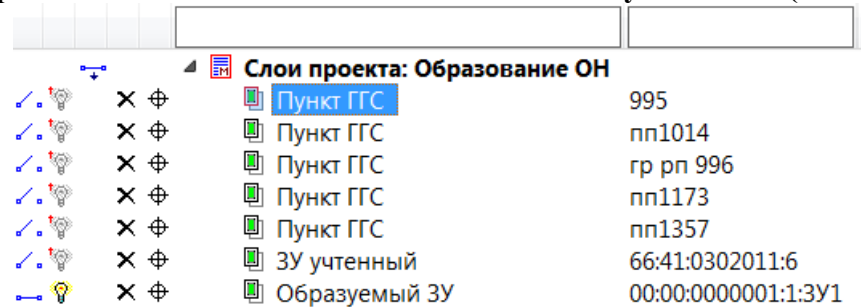 Слои проекта: Образование ОН
Пункт ГГС 995
Пункт ГГС пп1014
Пункт ГГС гр рп 996
Пункт ГГС пп1173
Пункт ГГС пп1357
ЗУ учтенный 66:41:0302011:6
Образуемый ЗУ 00:00:0000001:1:ЗУ1